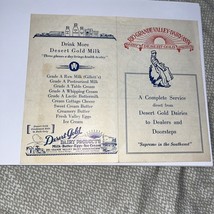 Drink More
Desert Gold Milk
Grade A Raw Milk
Grade A Pasteurized Milk
Grade A Table Cream
Grade A Whipping Cream
Grade A Lactic Buttermilk
Cream Cottage Cheese
Sweet Cream Butter
Creamery Butter
Fresh Valley Eggs
Ice Cream
Desert Gold
DAIRY PRODUCTS
RIO GRANDE VALLEY DAIRY ASS'N.
A Complete Service
direct from
Desert Gold Dairies
to Dealers and
Doorsteps
"Supreme in the Southwest"